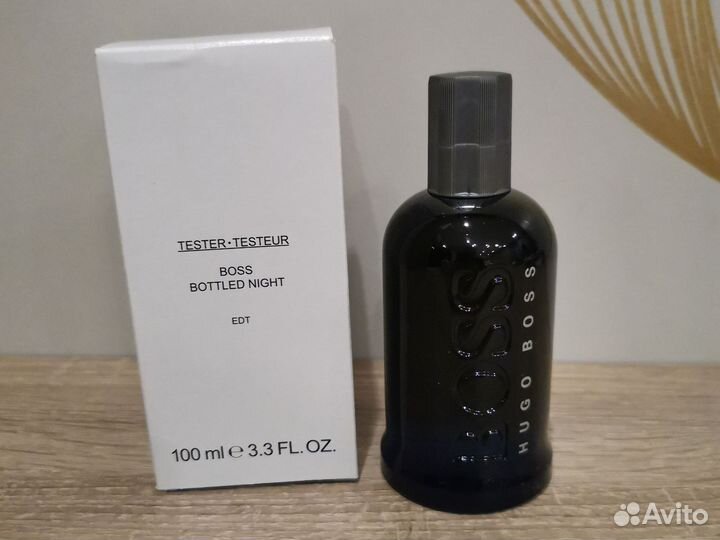 TESTER•TESTEUR
BOSS
BOTTLED NIGHT
EDT
100 ml ℮ 3.3 FL. OZ.
BOSS
HUGO BOSS
Avito